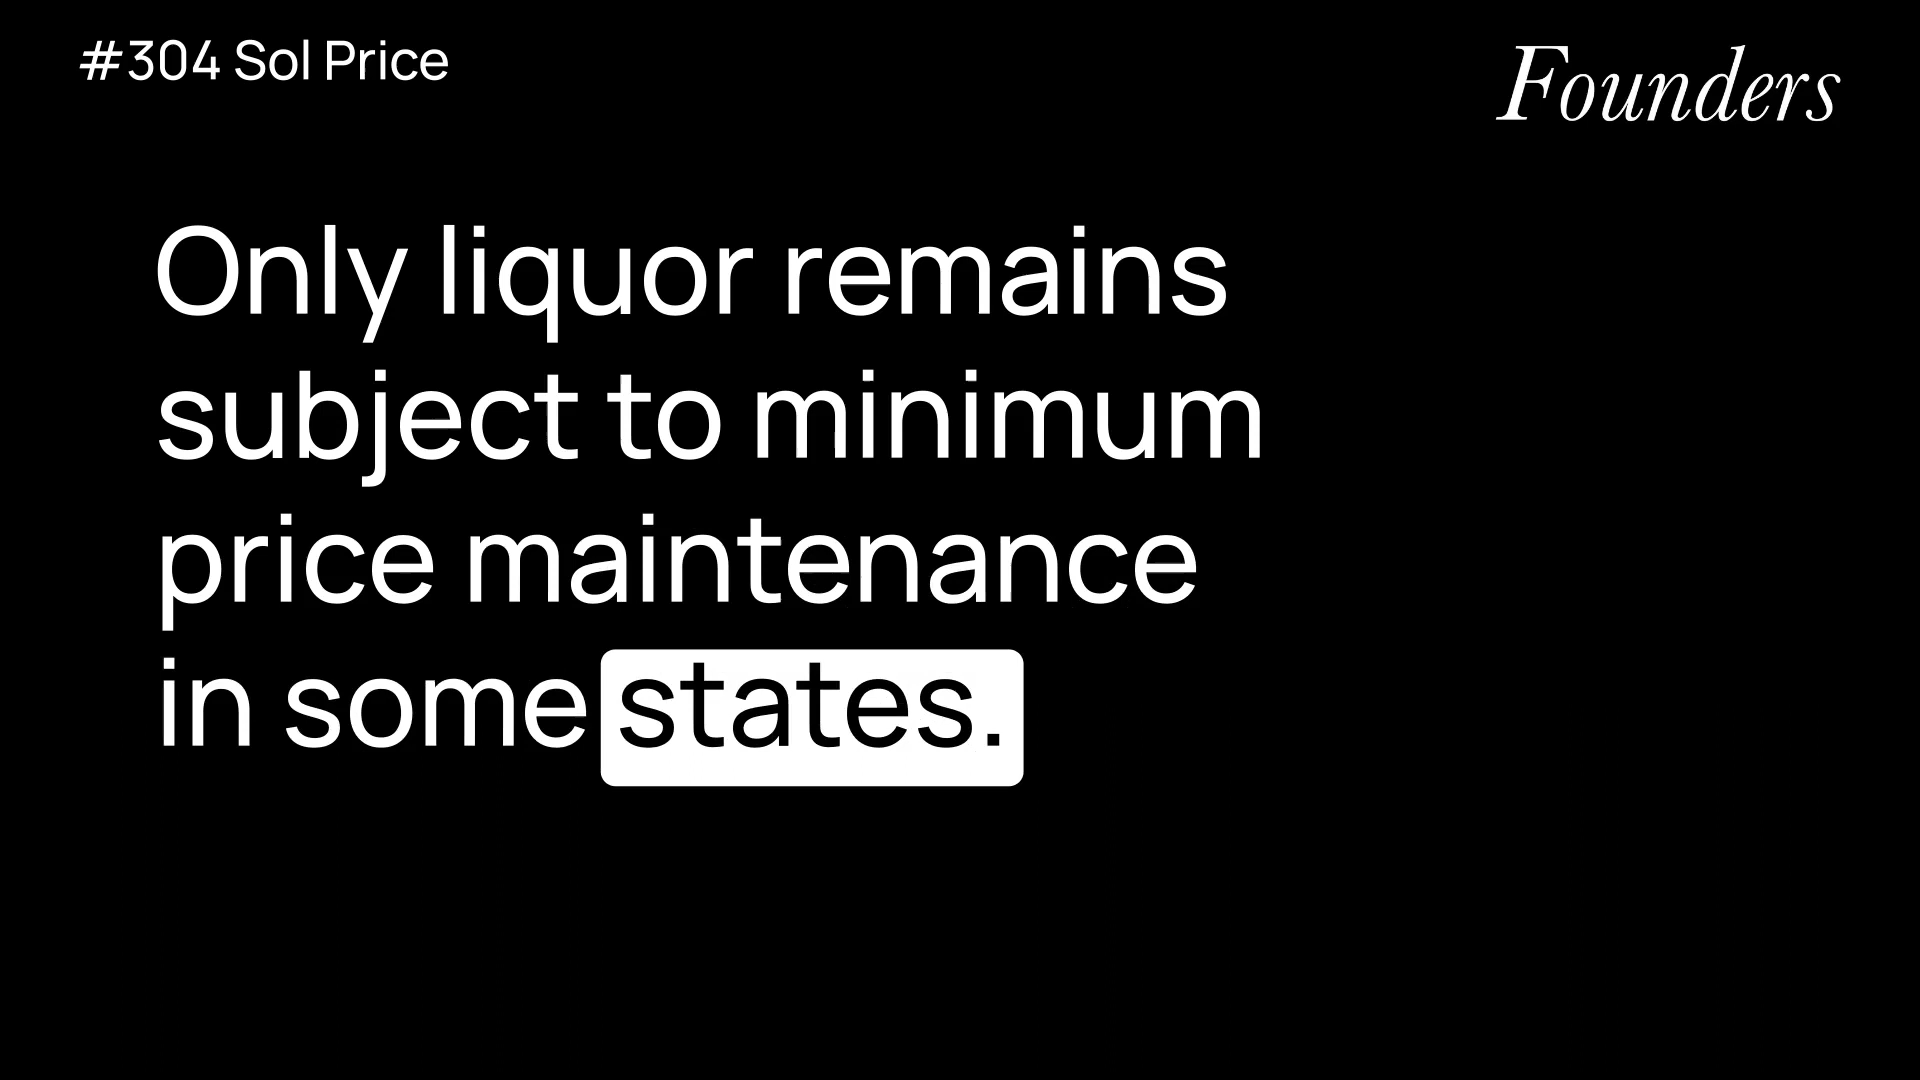 #304 Sol Price
Founders
Only liquor remains
subject to minimum
price maintenance
in some states.